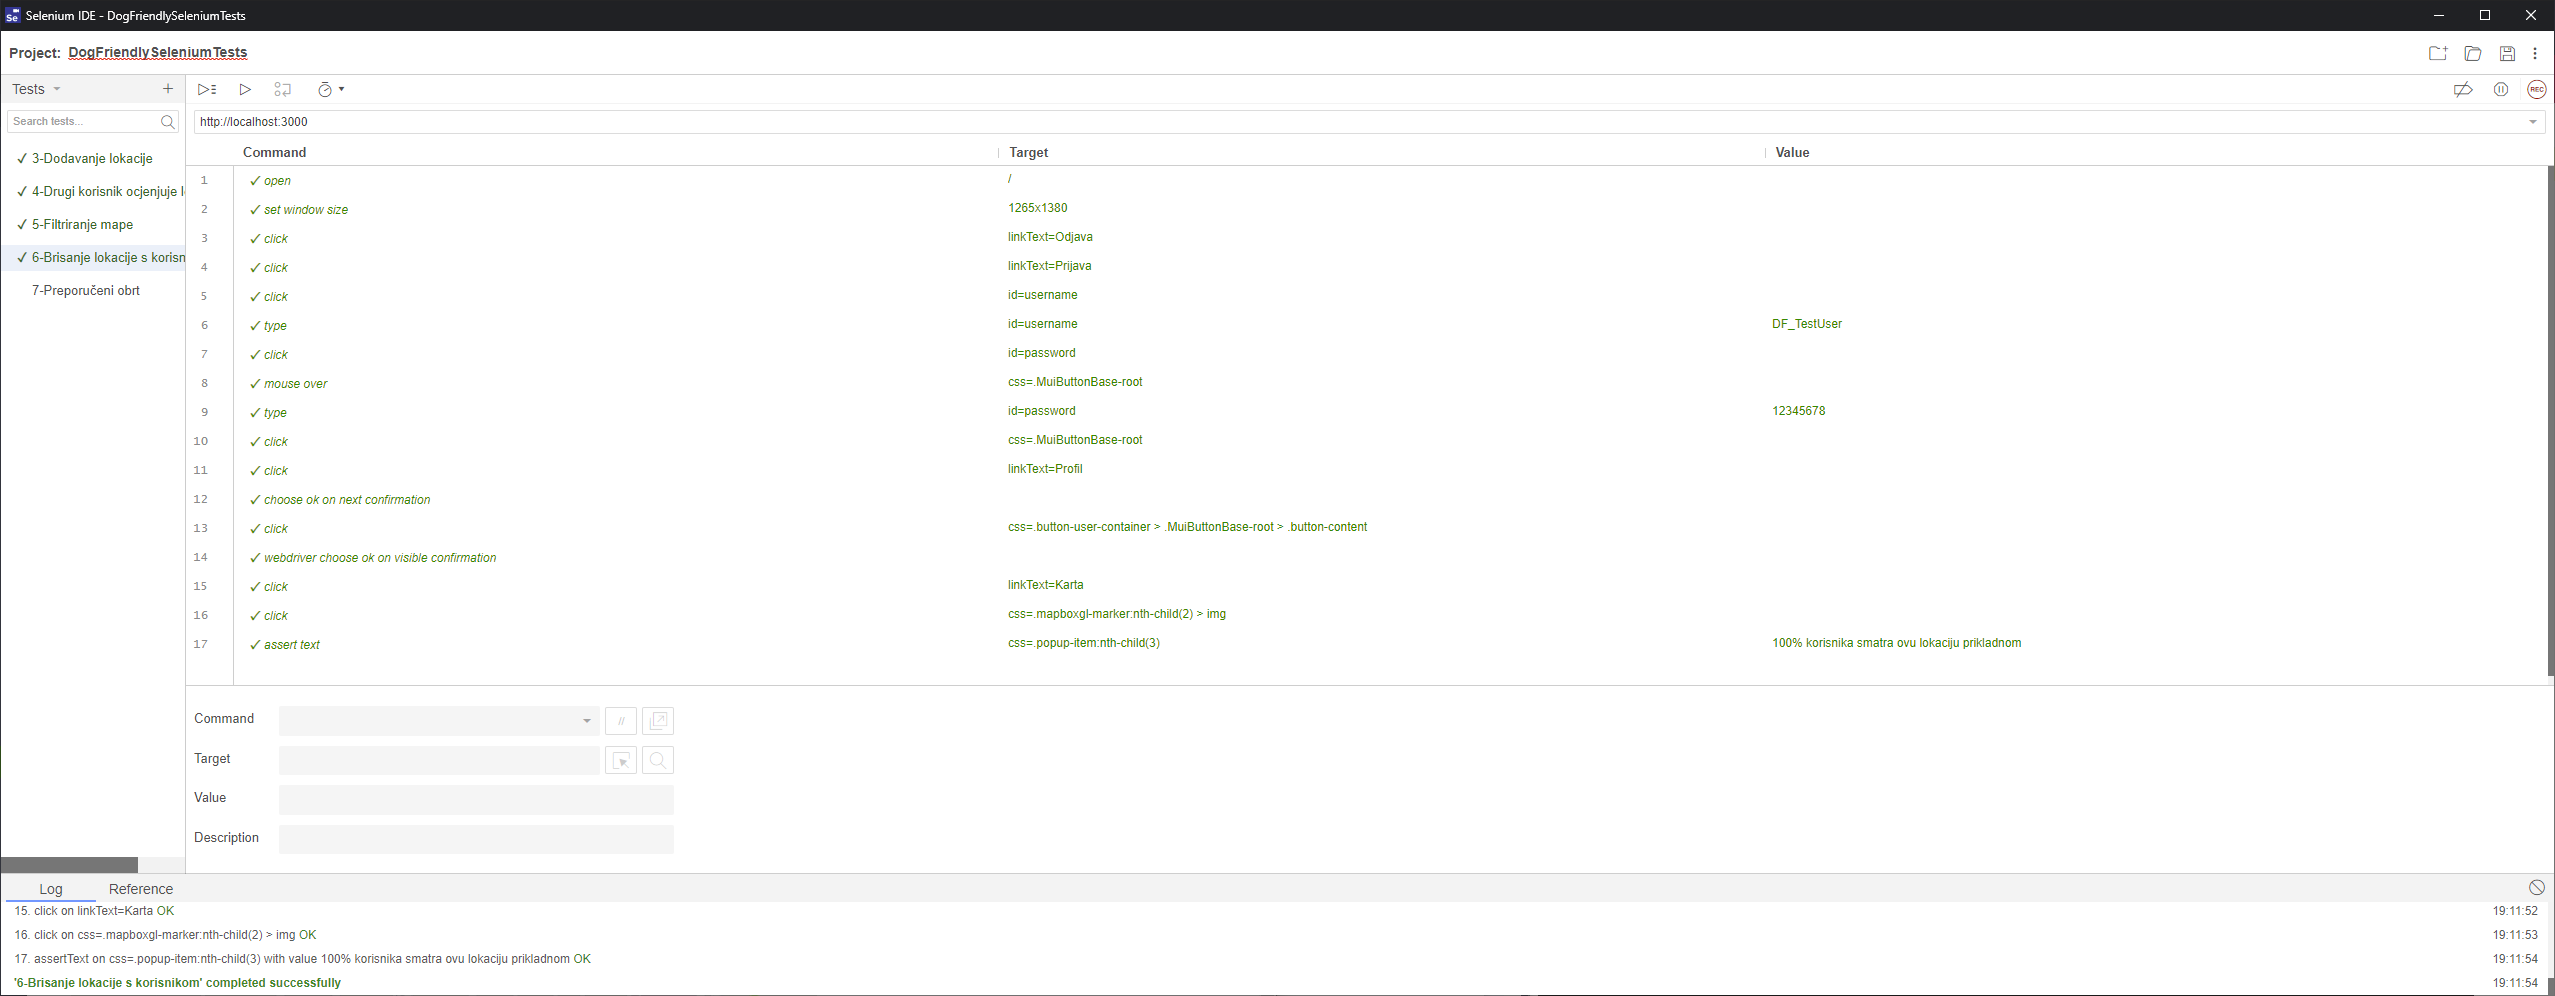 Selenium IDE - DogFriendlySeleniumTests
Project: DogFriendlySeleniumTests
Tests
Search tests...
REC
http://localhost:3000
3-Dodavanje lokacije
4-Drugi korisnik ocjenjuje l
5-Filtriranje mape
6-Brisanje lokacije s korisn
7-Preporučeni obrt
Command Target Value
1 open /
2 set window size 1265x1380
3 click linkText=Odjava
4 click linkText=Prijava
5 click id=username
6 type id=username DF_TestUser
7 click id=password
8 mouse over css=.MuiButtonBase-root
9 type id=password 12345678
10 click css=.MuiButtonBase-root
11 click linkText=Profil
12 choose ok on next confirmation
13 click css=.button-user-container > .MuiButtonBase-root > .button-content
14 webdriver choose ok on visible confirmation
15 click linkText=Karta
16 click css=.mapboxgl-marker:nth-child(2) > img
17 assert text css=.popup-item:nth-child(3) 100% korisnika smatra ovu lokaciju prikladnom
Command //
Target
Value
Description
Log Reference
15. click on linkText=Karta OK 19:11:52
16. click on css=.mapboxgl-marker:nth-child(2) > img OK 19:11:53
17. assertText on css=.popup-item:nth-child(3) with value 100% korisnika smatra ovu lokaciju prikladnom OK 19:11:54
'6-Brisanje lokacije s korisnikom' completed successfully 19:11:54